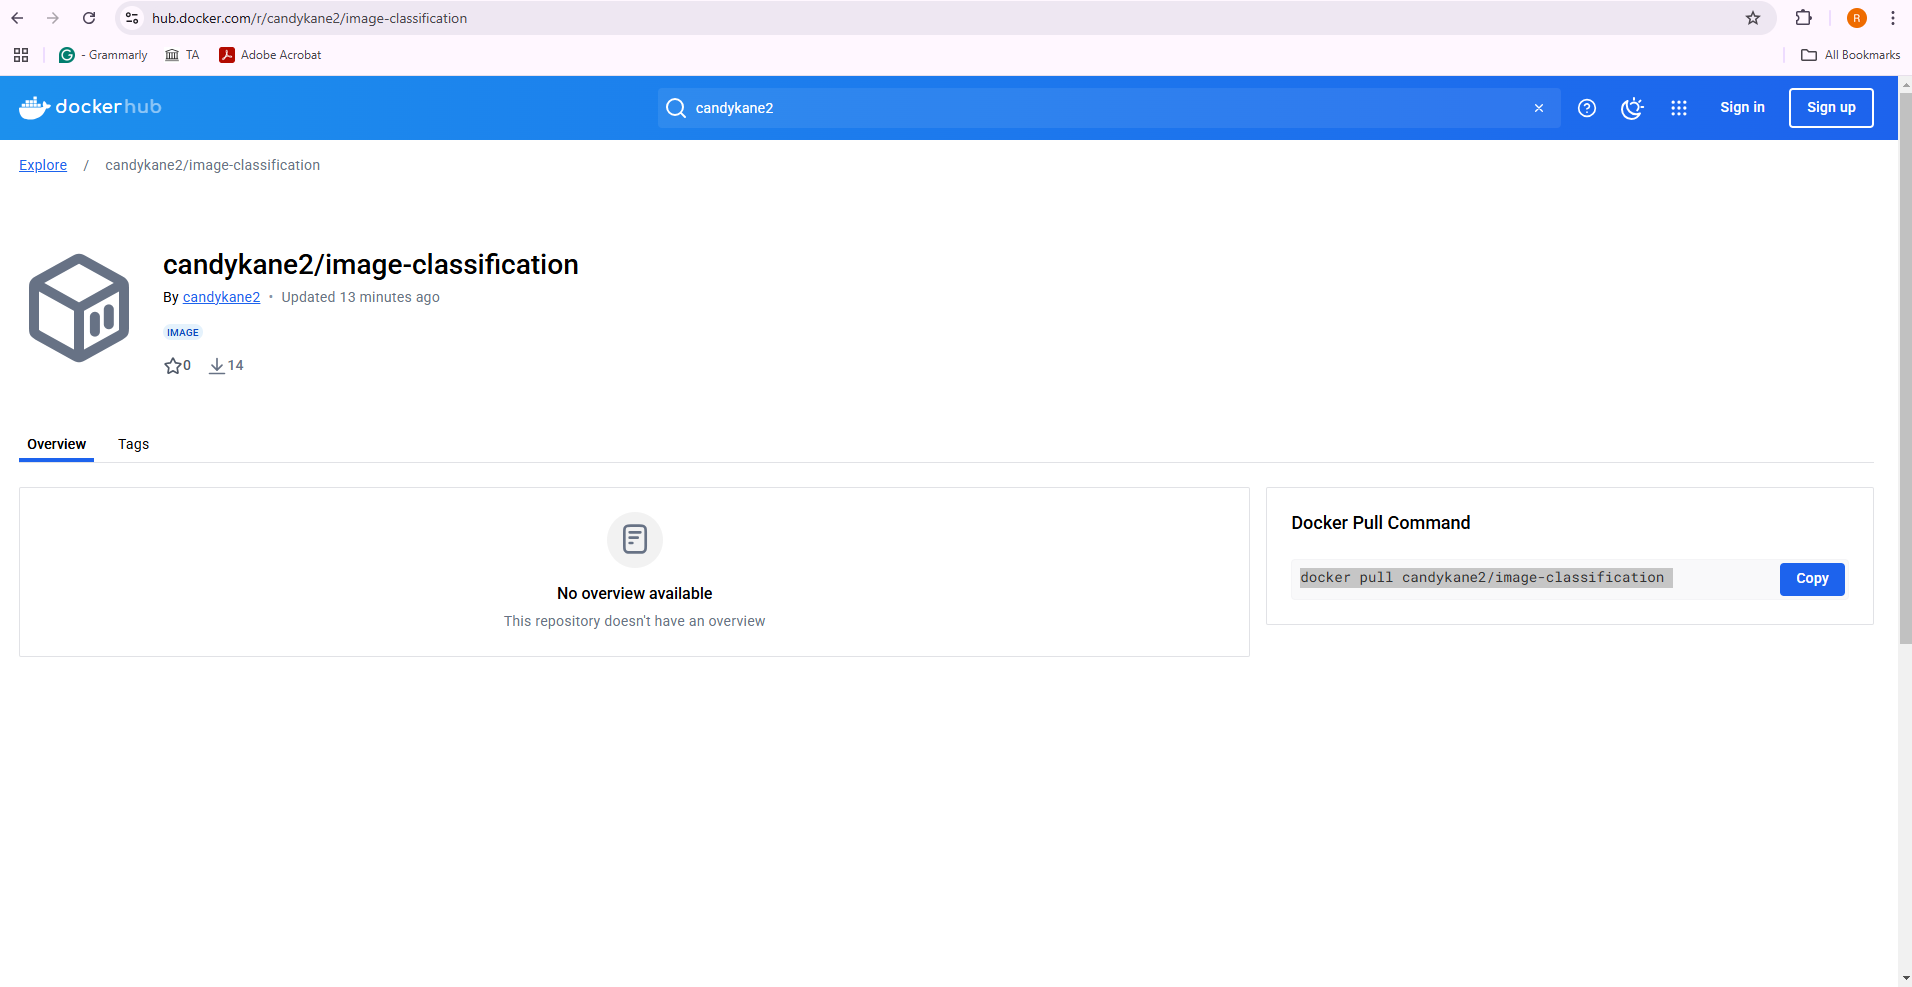 hub.docker.com/r/candykane2/image-classification
R
- Grammarly TA Adobe Acrobat All Bookmarks
dockerhub candykane2 Sign in Sign up
Explore / candykane2/image-classification
candykane2/image-classification
By candykane2 • Updated 13 minutes ago
IMAGE
0 14
Overview Tags
Docker Pull Command
docker pull candykane2/image-classification Copy
No overview available
This repository doesn't have an overview